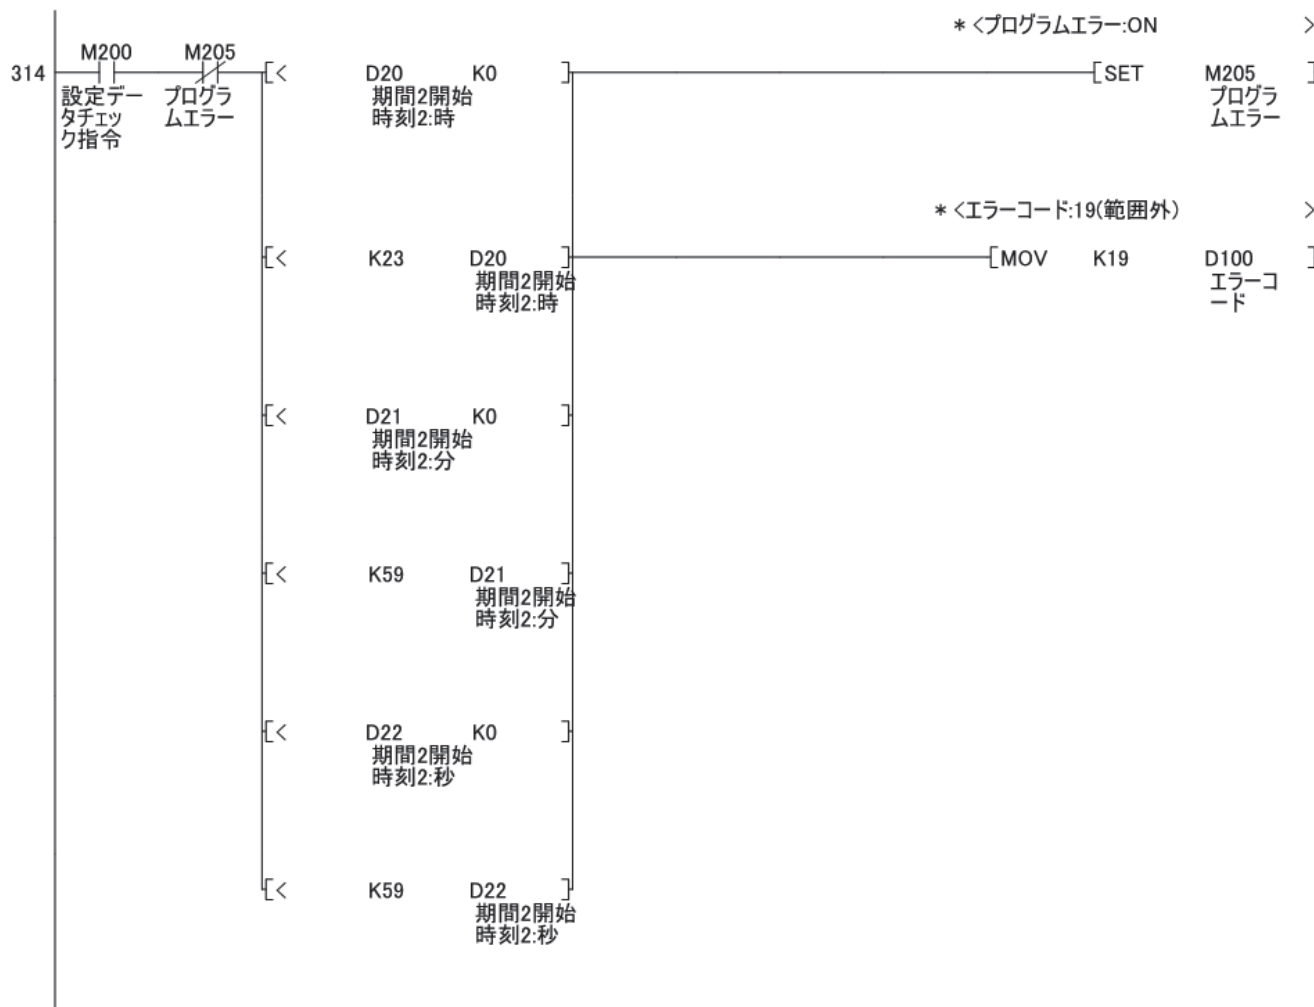 * <プログラムエラー:ON >
M200 M205
314 [< D20 K0 ] [SET M205 ]
設定デー プログラ 期間2開始 プログラ
タチェッ ムエラー 時刻2:時 ムエラー
ク指令
* <エラーコード:19(範囲外) >
[< K23 D20 ] [MOV K19 D100 ]
期間2開始 エラーコ
時刻2:時 ード
[< D21 K0 ]
期間2開始
時刻2:分
[< K59 D21 ]
期間2開始
時刻2:分
[< D22 K0 ]
期間2開始
時刻2:秒
[< K59 D22 ]
期間2開始
時刻2:秒